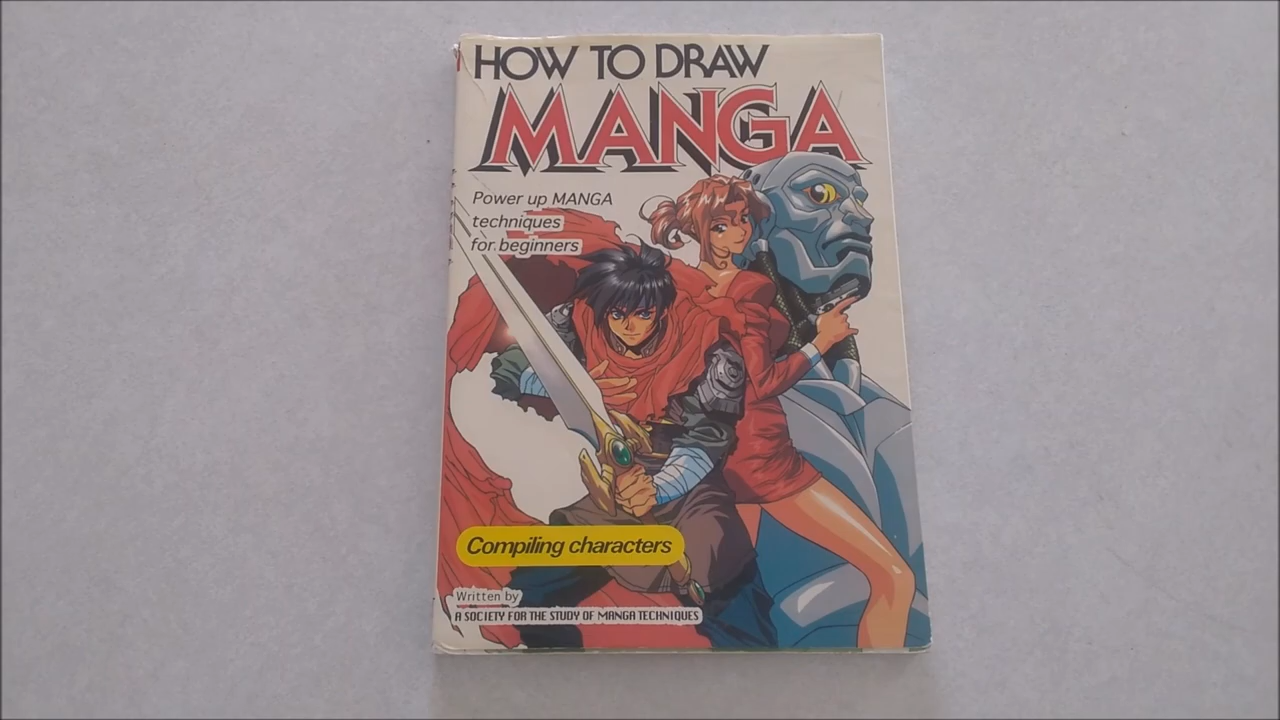 HOW TO DRAW
MANGA
Power up MANGA
techniques
for beginners
Compiling characters
Written by
A SOCIETY FOR THE STUDY OF MANGA TECHNIQUES